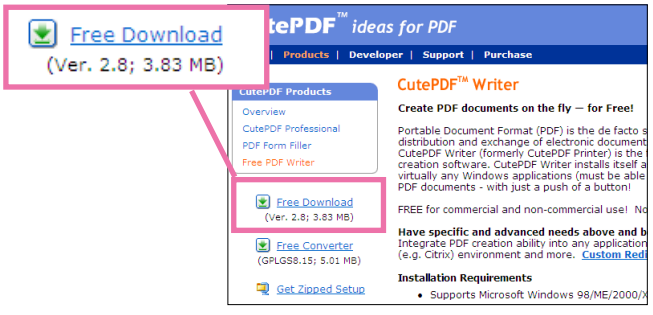 Free Download
(Ver. 2.8; 3.83 MB)
tePDF™ ideas for PDF
| Products | Developer | Support | Purchase
CutePDF Products
Overview
CutePDF Professional
PDF Form Filler
Free PDF Writer
Free Download
(Ver. 2.8; 3.83 MB)
Free Converter
(GPLGS8.15; 5.01 MB)
Get Zipped Setup
CutePDF™ Writer
Create PDF documents on the fly — for Free!
Portable Document Format (PDF) is the de facto s
distribution and exchange of electronic document
CutePDF Writer (formerly CutePDF Printer) is the
creation software. CutePDF Writer installs itself a
virtually any Windows applications (must be able
PDF documents - with just a push of a button!
FREE for commercial and non-commercial use! No
Have specific and advanced needs above and b
Integrate PDF creation ability into any application
(e.g. Citrix) environment and more. Custom Redi
Installation Requirements
• Supports Microsoft Windows 98/ME/2000/X